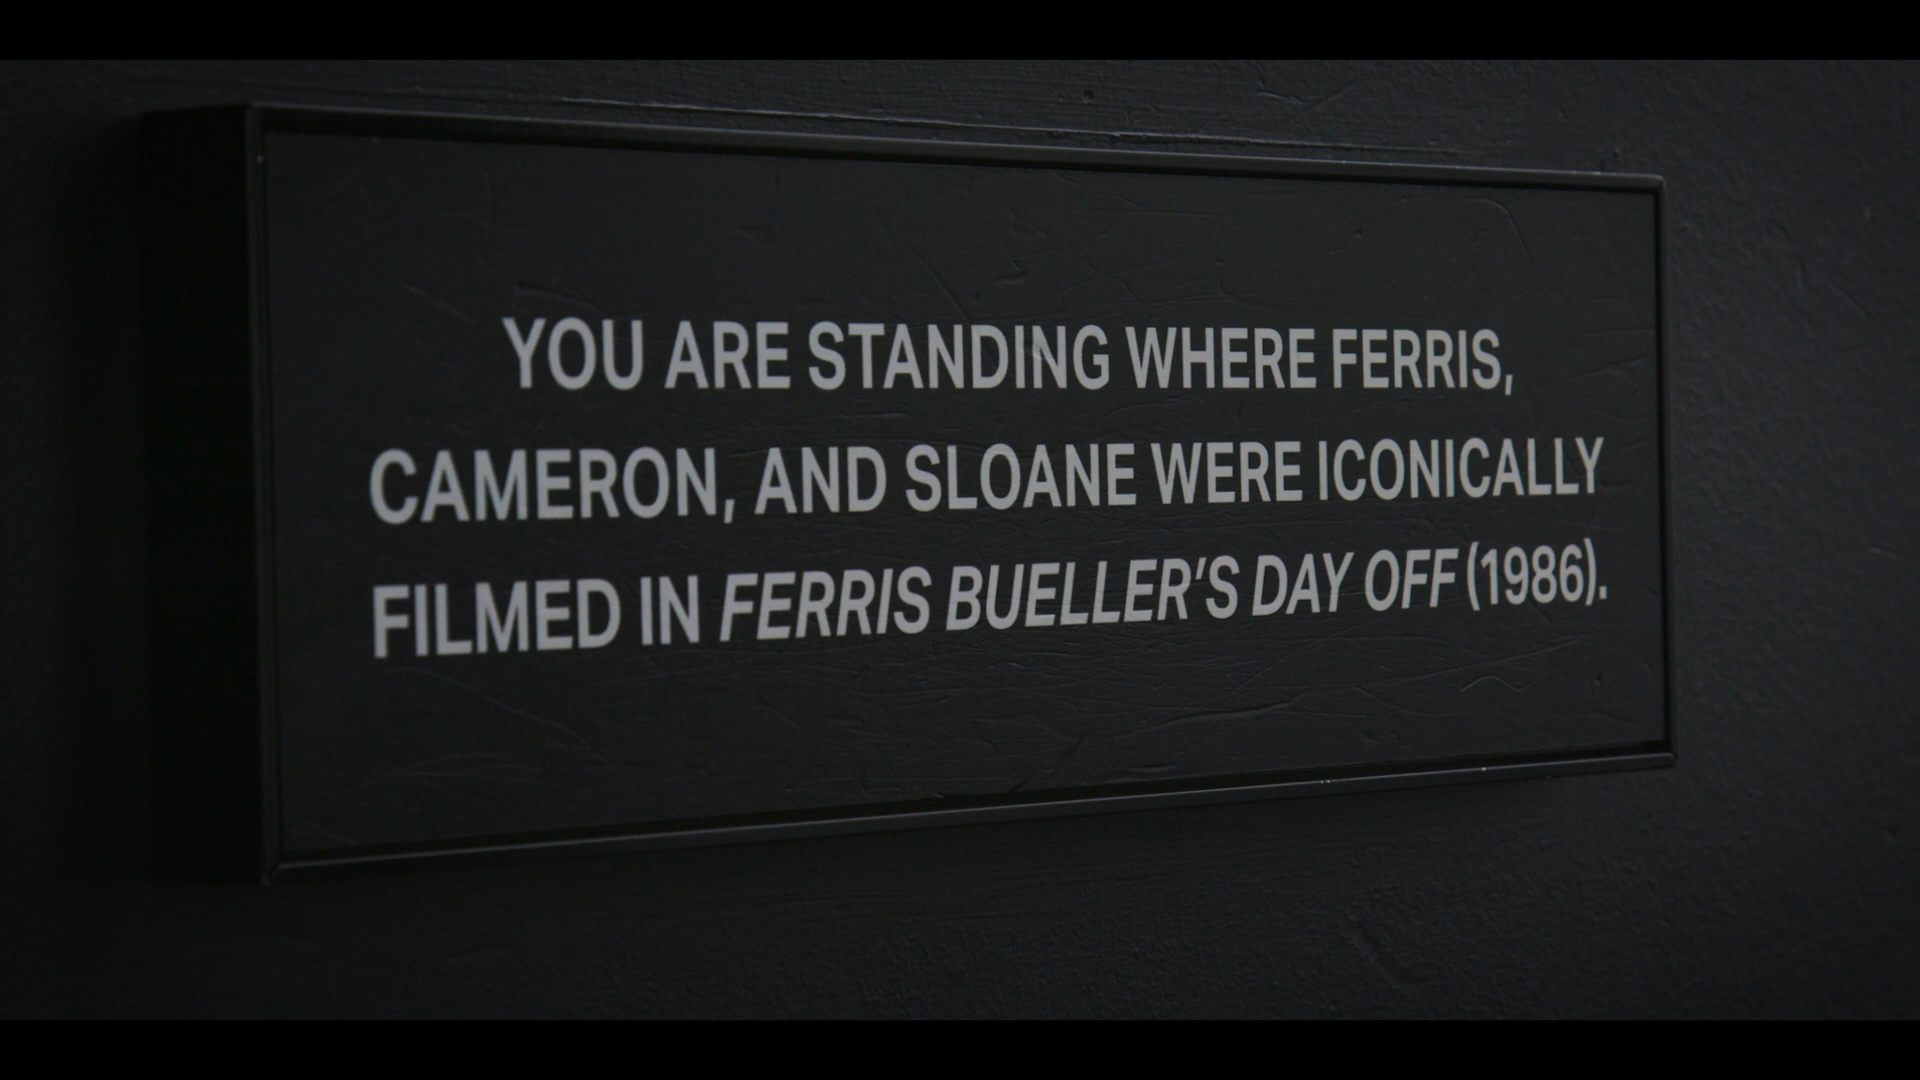 YOU ARE STANDING WHERE FERRIS,
CAMERON, AND SLOANE WERE ICONICALLY
FILMED IN FERRIS BUELLER'S DAY OFF (1986).